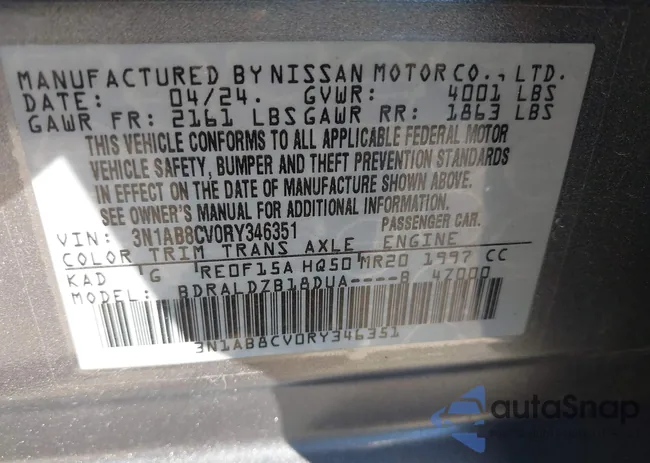 MANUFACTURED BY NISSAN MOTOR CO., LTD.
DATE: 04/24. GVWR: 4001 LBS
GAWR FR: 2161 LBS GAWR RR: 1863 LBS
THIS VEHICLE CONFORMS TO ALL APPLICABLE FEDERAL MOTOR
VEHICLE SAFETY, BUMPER AND THEFT PREVENTION STANDARDS
IN EFFECT ON THE DATE OF MANUFACTURE SHOWN ABOVE.
SEE OWNER'S MANUAL FOR ADDITIONAL INFORMATION.
VIN: 3N1AB8CV0RY346351 PASSENGER CAR.
COLOR TRIM TRANS AXLE ENGINE
KAD G RE0F15A HQ50 MR20 1997 CC
MODEL: BDRALDZB18DUA----B 47000
3N1AB8CV0RY346351
autoSnap